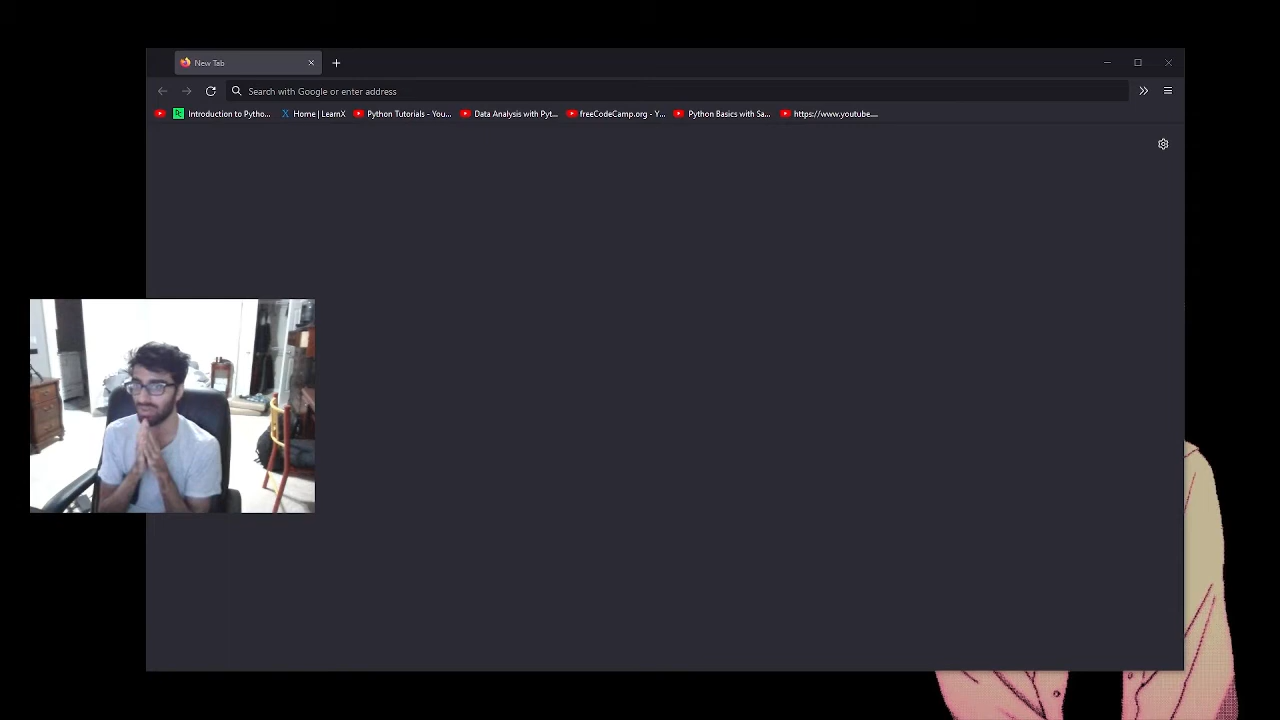 New Tab
Search with Google or enter address
Introduction to Pytho... Home | LearnX Python Tutorials - You... Data Analysis with Pyt... freeCodeCamp.org - Y... Python Basics with Sa... https://www.youtube....